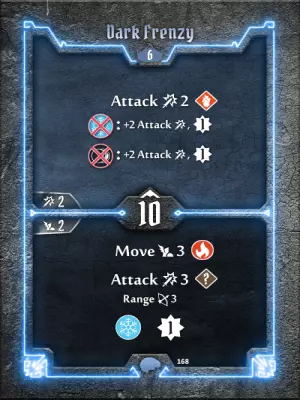 Dark Frenzy
6
Attack 2
: +2 Attack , 1
: +2 Attack , 1
2
10
2
Move 3
Attack 3 ?
Range 3
1
168